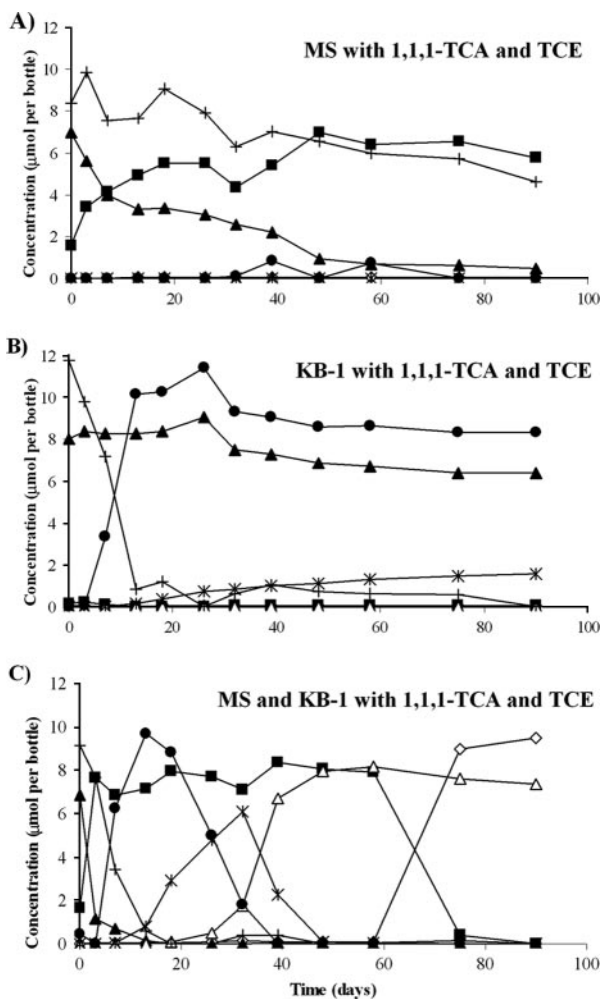 A)
MS with 1,1,1-TCA and TCE
Concentration (μmol per bottle)
12
10
8
6
4
2
0
0 20 40 60 80 100
B)
KB-1 with 1,1,1-TCA and TCE
Concentration (μmol per bottle)
12
10
8
6
4
2
0
0 20 40 60 80 100
C)
MS and KB-1 with 1,1,1-TCA and TCE
Concentration (μmol per bottle)
12
10
8
6
4
2
0
0 20 40 60 80 100
Time (days)